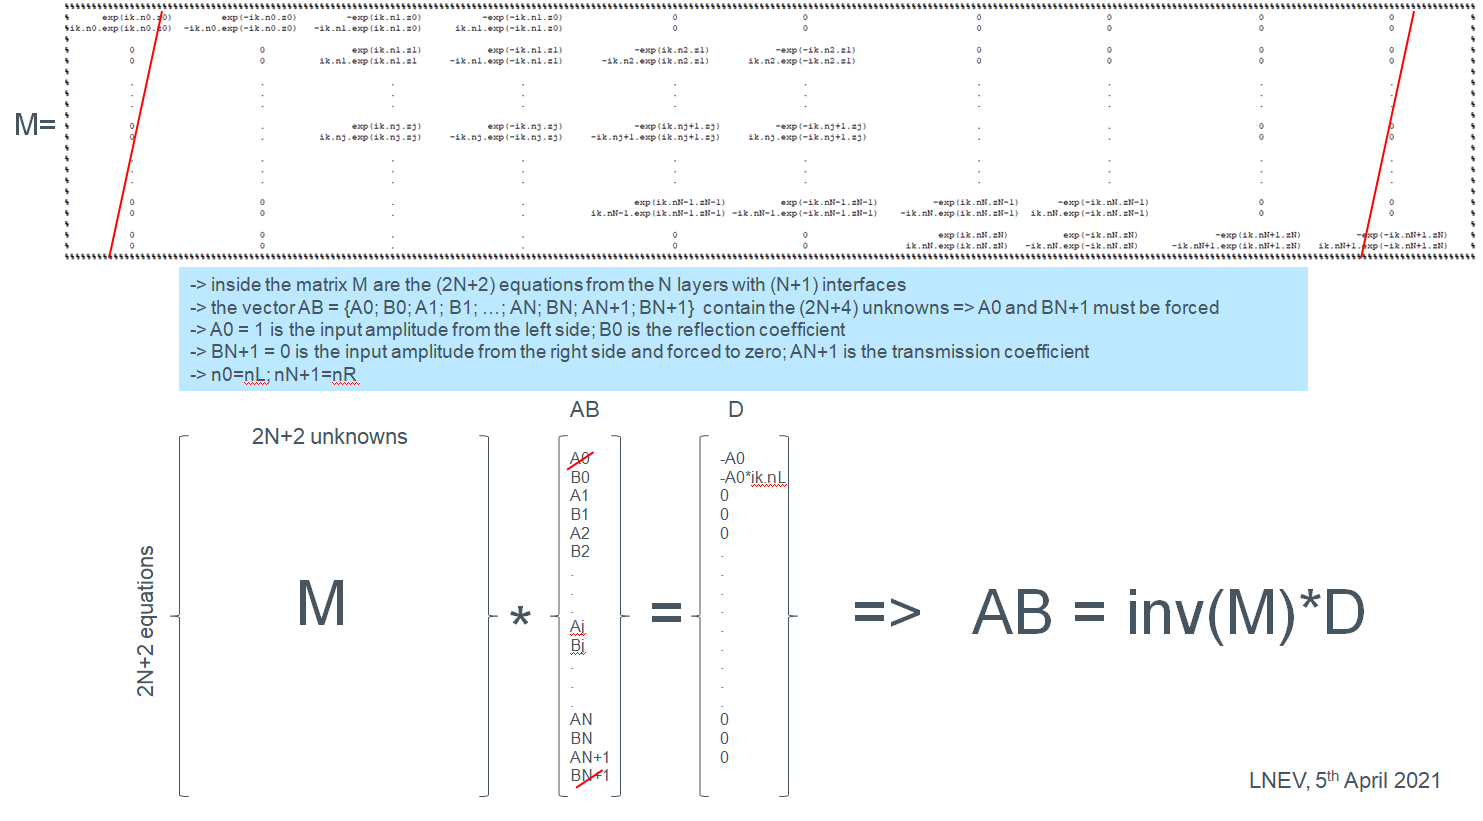 exp(ik.n0.z0) exp(-ik.n0.z0) -exp(ik.n1.z0) -exp(-ik.n1.z0) 0 0 0 0 0 0
%ik.n0.exp(ik.n0.z0) -ik.n0.exp(-ik.n0.z0) -ik.n1.exp(ik.n1.z0) ik.n1.exp(-ik.n1.z0) 0 0 0 0 0 0 %
0 0 exp(ik.n1.z1) exp(-ik.n1.z1) -exp(ik.n2.z1) -exp(-ik.n2.z1) 0 0 0 0
0 0 ik.n1.exp(ik.n1.z1 -ik.n1.exp(-ik.n1.z1) -ik.n2.exp(ik.n2.z1) ik.n2.exp(-ik.n2.z1) 0 0 0 0
. . . . . . . . . .
. . . . . . . . . .
. . . . . . . . . .
M=
0 . exp(ik.nj.zj) exp(-ik.nj.zj) -exp(ik.nj+1.zj) -exp(-ik.nj+1.zj) . . 0 0
0 . ik.nj.exp(ik.nj.zj) -ik.nj.exp(-ik.nj.zj) -ik.nj+1.exp(ik.nj+1.zj) ik.nj.exp(-ik.nj+1.zj) . . 0 0
. . . . . . . . . .
. . . . . . . . . .
. . . . . . . . . .
0 0 . . exp(ik.nN-1.zN-1) exp(-ik.nN-1.zN-1) -exp(ik.nN.zN-1) -exp(-ik.nN.zN-1) 0 0
0 0 . . ik.nN-1.exp(ik.nN-1.zN-1) -ik.nN-1.exp(-ik.nN-1.zN-1) -ik.nN.exp(ik.nN.zN-1) ik.nN.exp(-ik.nN.zN-1) 0 0
0 0 . . 0 0 exp(ik.nN.zN) exp(-ik.nN.zN) -exp(ik.nN+1.zN) -exp(-ik.nN+1.zN)
0 0 . . 0 0 ik.nN.exp(ik.nN.zN) -ik.nN.exp(-ik.nN.zN) -ik.nN+1.exp(ik.nN+1.zN) ik.nN+1.exp(-ik.nN+1.zN)
-> inside the matrix M are the (2N+2) equations from the N layers with (N+1) interfaces
-> the vector AB = {A0; B0; A1; B1; …; AN; BN; AN+1; BN+1} contain the (2N+4) unknowns => A0 and BN+1 must be forced
-> A0 = 1 is the input amplitude from the left side; B0 is the reflection coefficient
-> BN+1 = 0 is the input amplitude from the right side and forced to zero; AN+1 is the transmission coefficient
-> n0=nL; nN+1=nR
2N+2 unknowns
2N+2 equations
M
*
AB
A0
B0
A1
B1
A2
B2
.
.
.
Aj
Bj
.
.
.
AN
BN
AN+1
BN+1
=
D
-A0
-A0*ik.nL
0
0
0
.
.
.
.
.
.
.
.
.
0
0
0
=> AB = inv(M)*D
LNEV, 5th April 2021